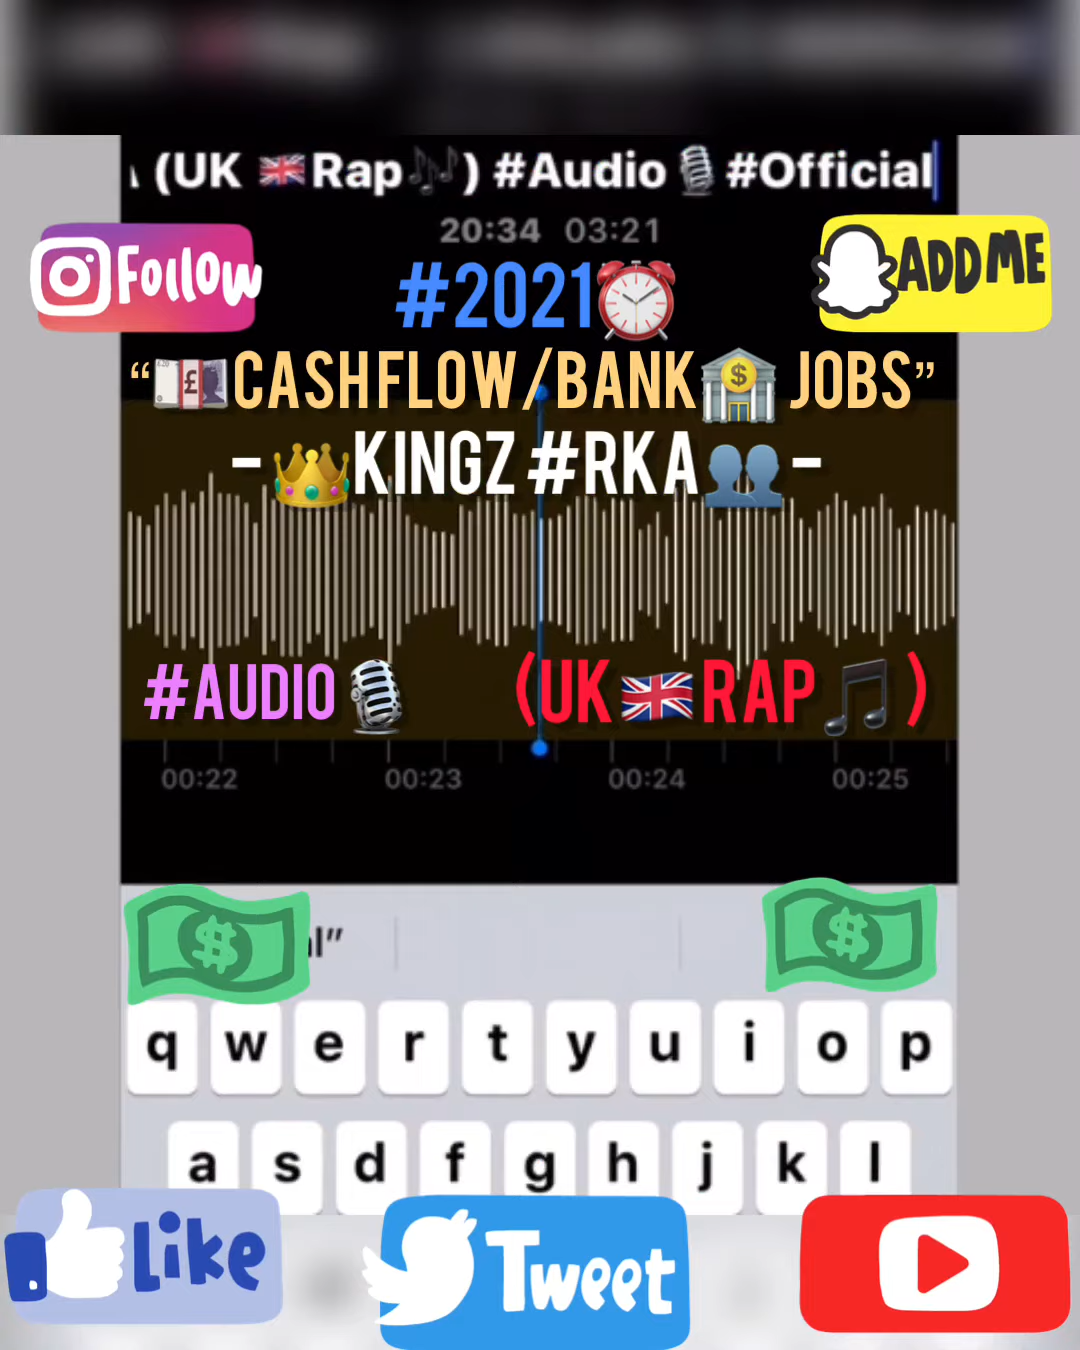 (UK 🇬🇧Rap🎶) #Audio🎙️#Official
20:34 03:21
Follow
ADD ME
#2021⏰
“💷CASHFLOW/BANK🏦 JOBS”
-👑KINGZ #RKA👥-
#AUDIO🎙️ (UK🇬🇧RAP🎵)
00:22 00:23 00:24 00:25
q w e r t y u i o p
a s d f g h j k l
Like
Tweet